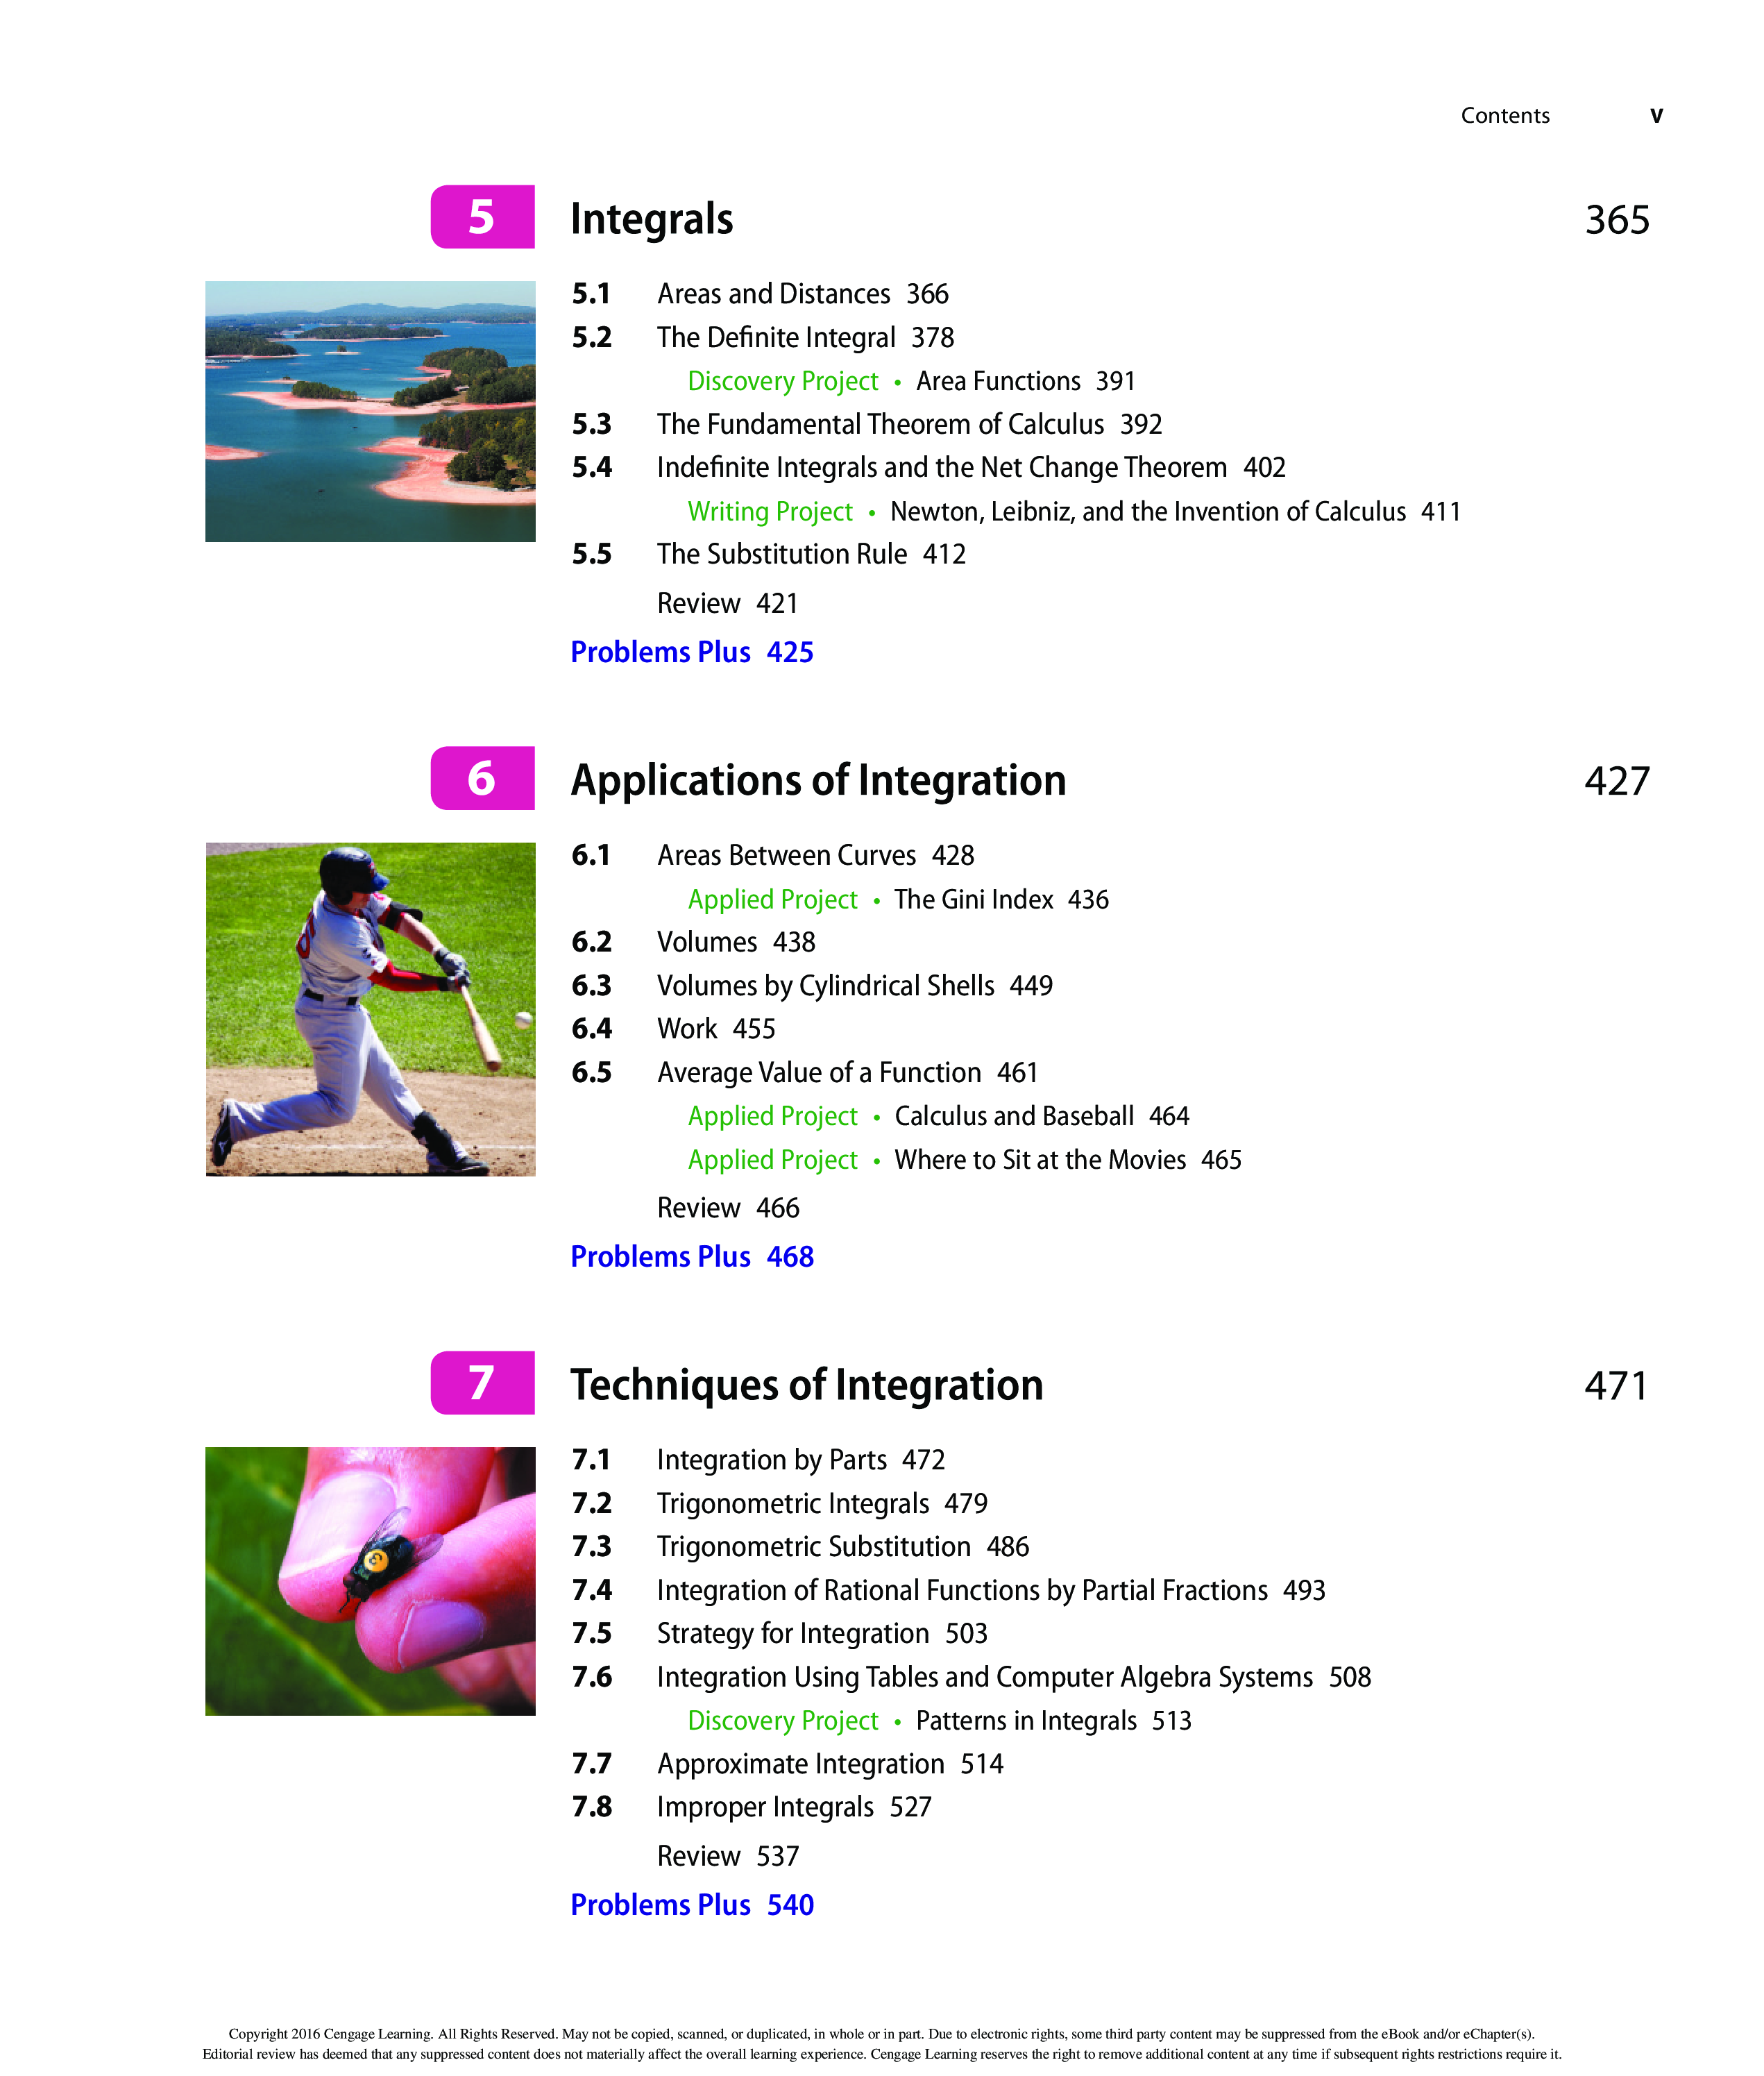 Contents v
5 Integrals 365
5.1 Areas and Distances 366
5.2 The Definite Integral 378
Discovery Project • Area Functions 391
5.3 The Fundamental Theorem of Calculus 392
5.4 Indefinite Integrals and the Net Change Theorem 402
Writing Project • Newton, Leibniz, and the Invention of Calculus 411
5.5 The Substitution Rule 412
Review 421
Problems Plus 425
6 Applications of Integration 427
6.1 Areas Between Curves 428
Applied Project • The Gini Index 436
6.2 Volumes 438
6.3 Volumes by Cylindrical Shells 449
6.4 Work 455
6.5 Average Value of a Function 461
Applied Project • Calculus and Baseball 464
Applied Project • Where to Sit at the Movies 465
Review 466
Problems Plus 468
7 Techniques of Integration 471
7.1 Integration by Parts 472
7.2 Trigonometric Integrals 479
7.3 Trigonometric Substitution 486
7.4 Integration of Rational Functions by Partial Fractions 493
7.5 Strategy for Integration 503
7.6 Integration Using Tables and Computer Algebra Systems 508
Discovery Project • Patterns in Integrals 513
7.7 Approximate Integration 514
7.8 Improper Integrals 527
Review 537
Problems Plus 540
Copyright 2016 Cengage Learning. All Rights Reserved. May not be copied, scanned, or duplicated, in whole or in part. Due to electronic rights, some third party content may be suppressed from the eBook and/or eChapter(s).
Editorial review has deemed that any suppressed content does not materially affect the overall learning experience. Cengage Learning reserves the right to remove additional content at any time if subsequent rights restrictions require it.